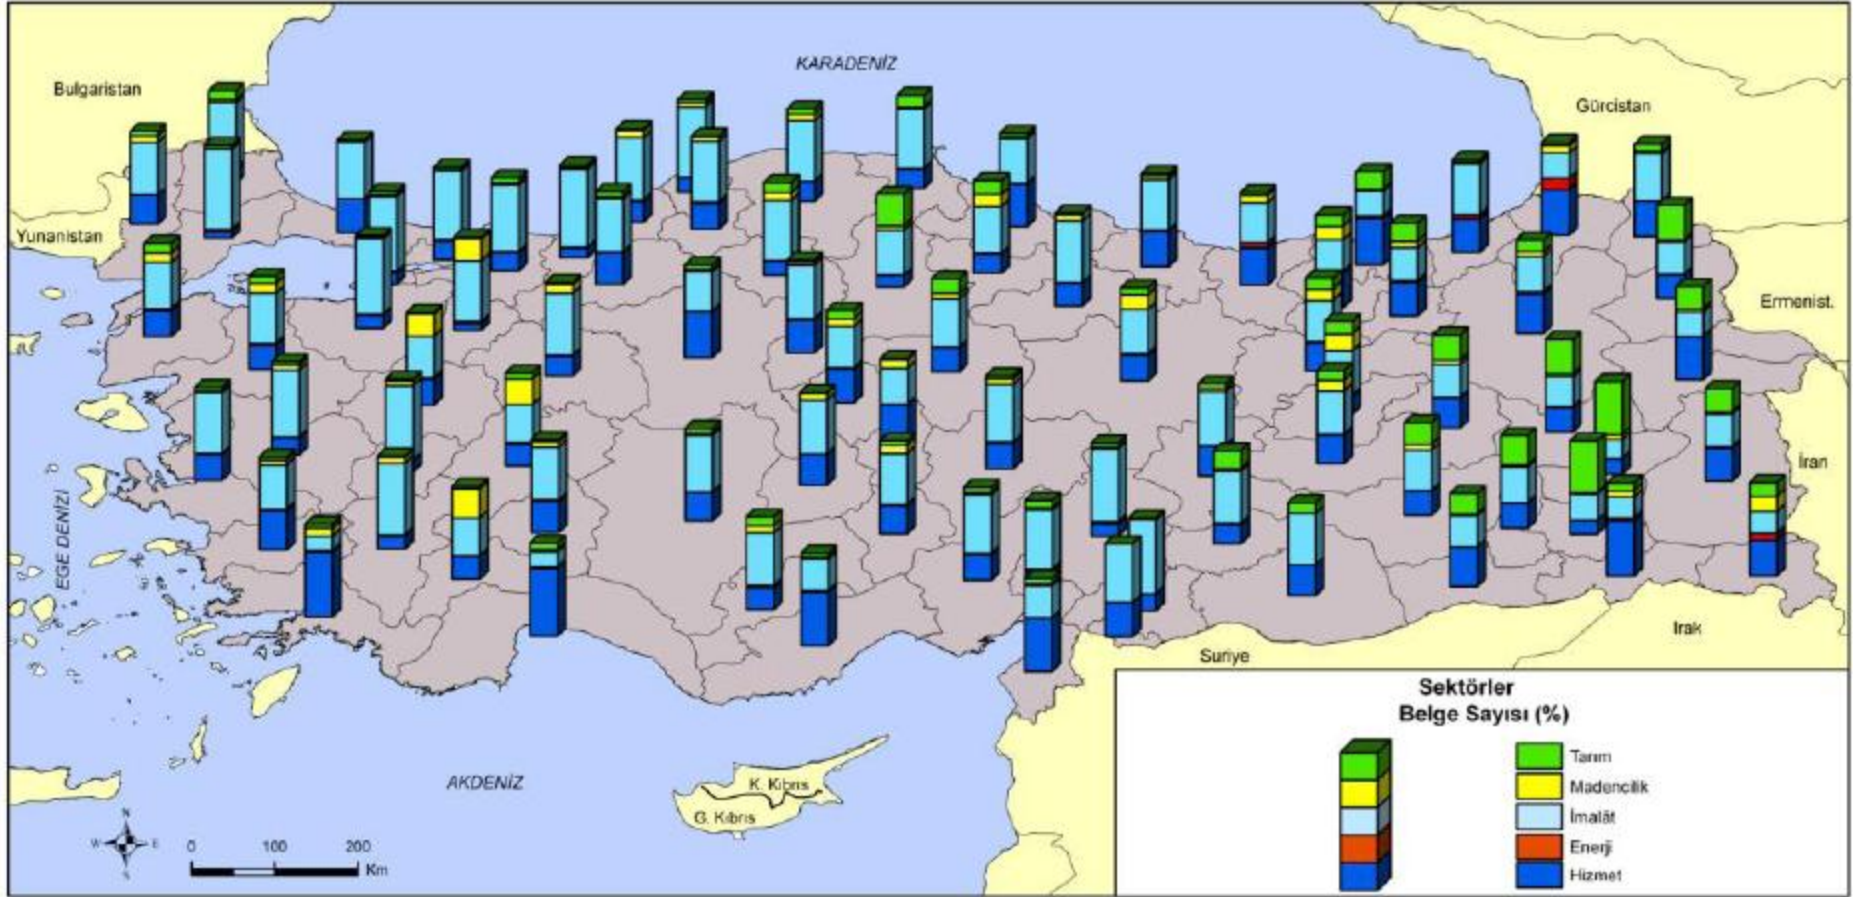 KARADENİZ
Bulgaristan
Gürcistan
Yunanistan
Ermenist.
İran
EGE DENİZİ
Irak
Suriye
Sektörler
Belge Sayısı (%)
Tarım
Madencilik
İmalât
Enerji
Hizmet
AKDENİZ
K. Kıbrıs
G. Kıbrıs
N
W E
S
0 100 200
Km